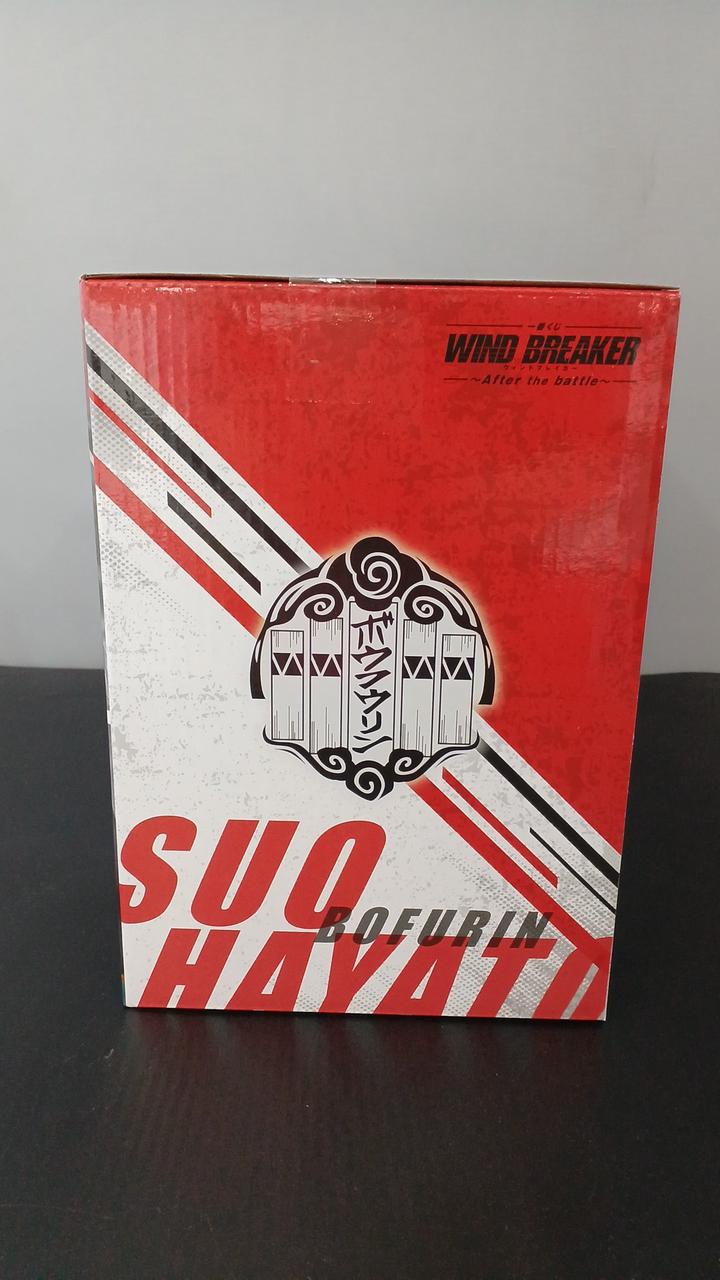 一番くじ
WIND BREAKER
ウィンドブレイカー
~After the battle~
ボウフウリン
SUO
BOFURIN
HAYATO